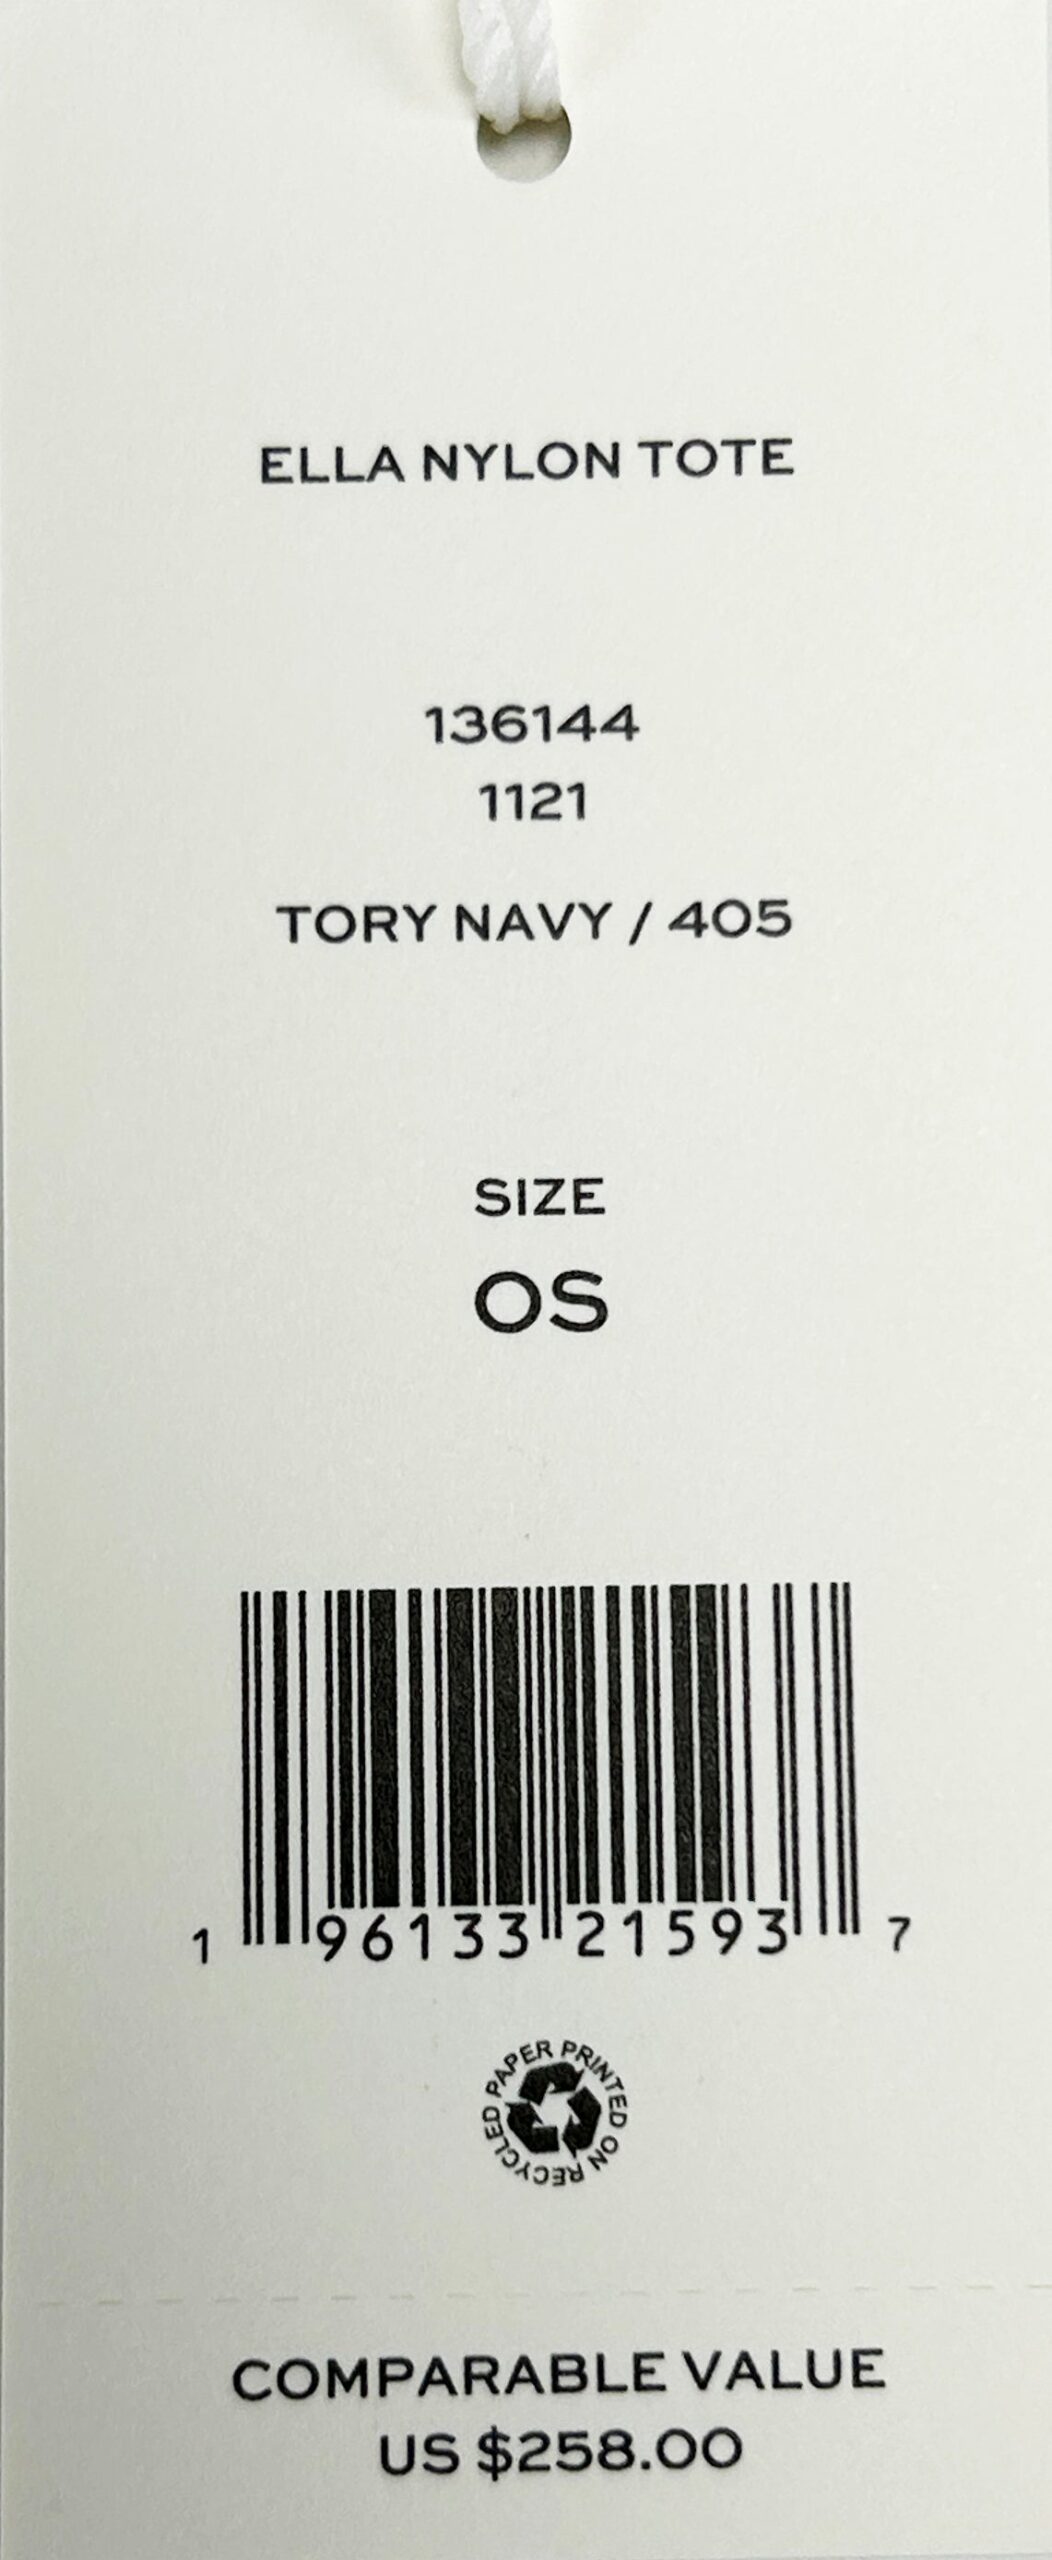 ELLA NYLON TOTE
136144
1121
TORY NAVY / 405
SIZE
OS
1 96133 21593 7
PRINTED ON RECYCLED PAPER
COMPARABLE VALUE
US $258.00